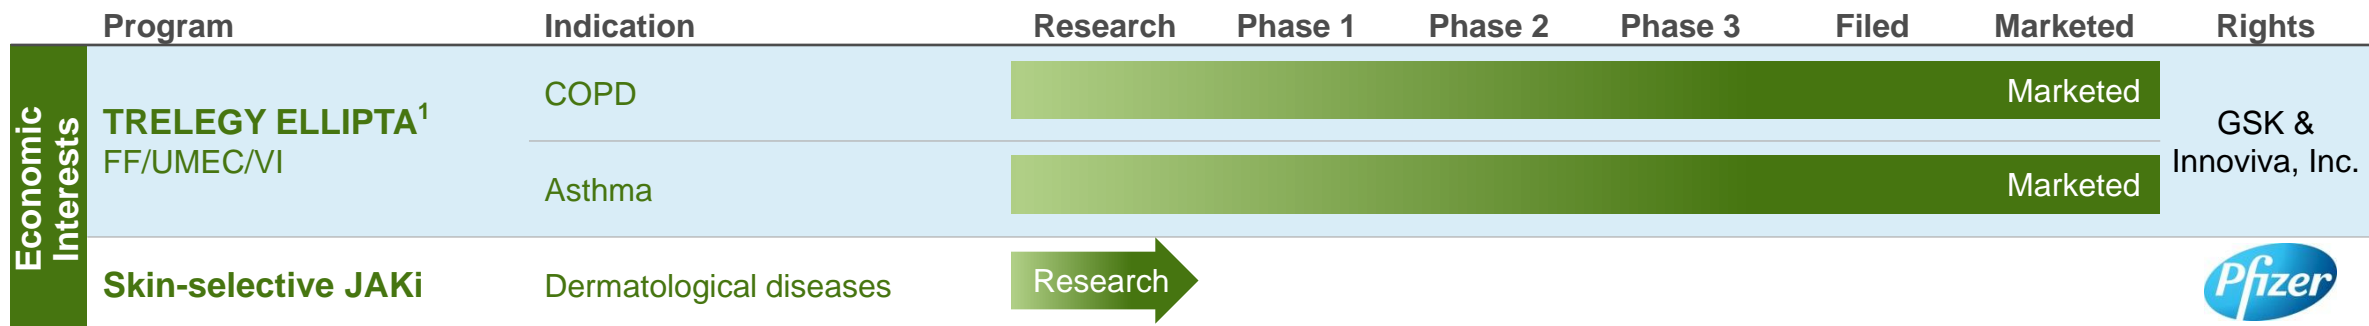 Program Indication Research Phase 1 Phase 2 Phase 3 Filed Marketed Rights
Economic
Interests
TRELEGY ELLIPTA¹
FF/UMEC/VI
COPD
Marketed
Asthma
Marketed
GSK &
Innoviva, Inc.
Skin-selective JAKi
Dermatological diseases
Research
Pfizer